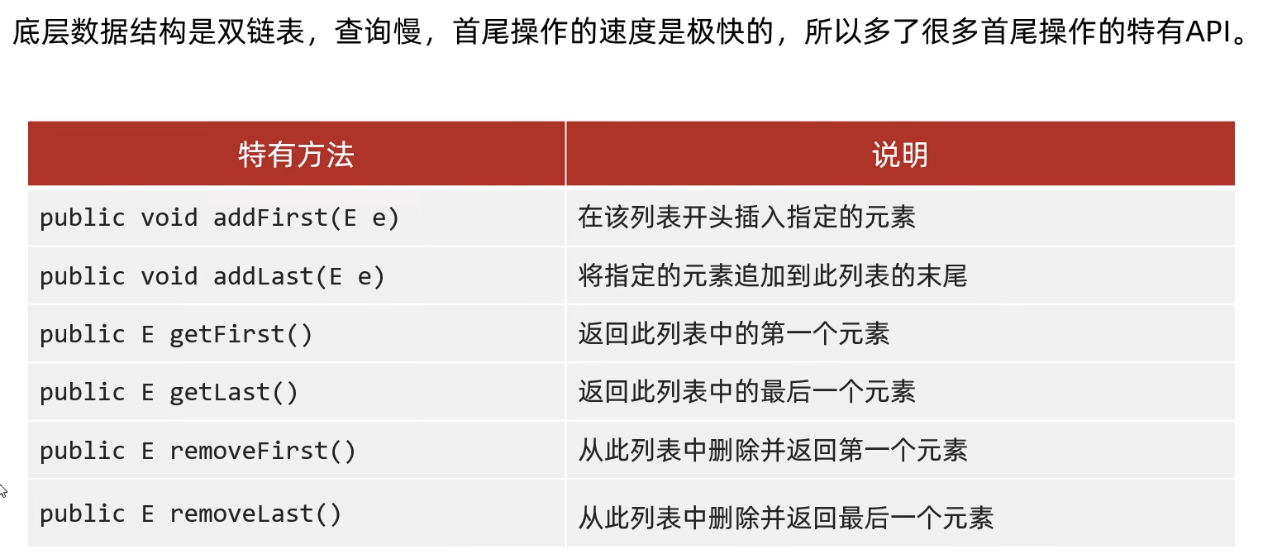 底层数据结构是双链表，查询慢，首尾操作的速度是极快的，所以多了很多首尾操作的特有API。
特有方法 说明
public void addFirst(E e) 在该列表开头插入指定的元素
public void addLast(E e) 将指定的元素追加到此列表的末尾
public E getFirst() 返回此列表中的第一个元素
public E getLast() 返回此列表中的最后一个元素
public E removeFirst() 从此列表中删除并返回第一个元素
public E removeLast() 从此列表中删除并返回最后一个元素